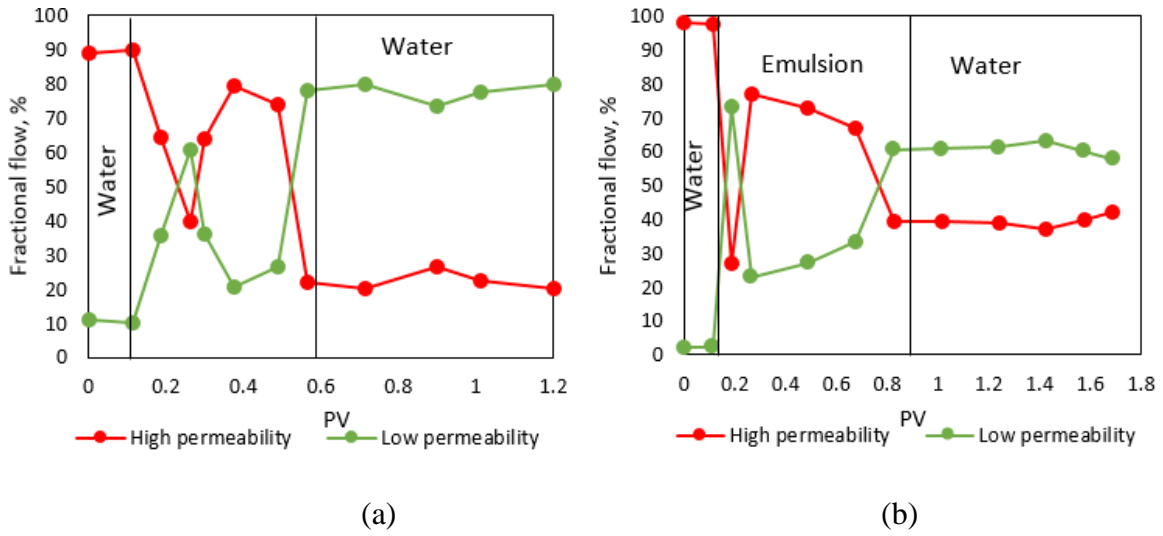 100
90
80
70
60
50
40
30
20
10
0
Fractional flow, %
Water
Water
0 0.2 0.4 0.6 0.8 1 1.2
PV
High permeability Low permeability
(a)
100
90
80
70
60
50
40
30
20
10
0
Fractional flow, %
Water
Emulsion
Water
0 0.2 0.4 0.6 0.8 1 1.2 1.4 1.6 1.8
PV
High permeability Low permeability
(b)